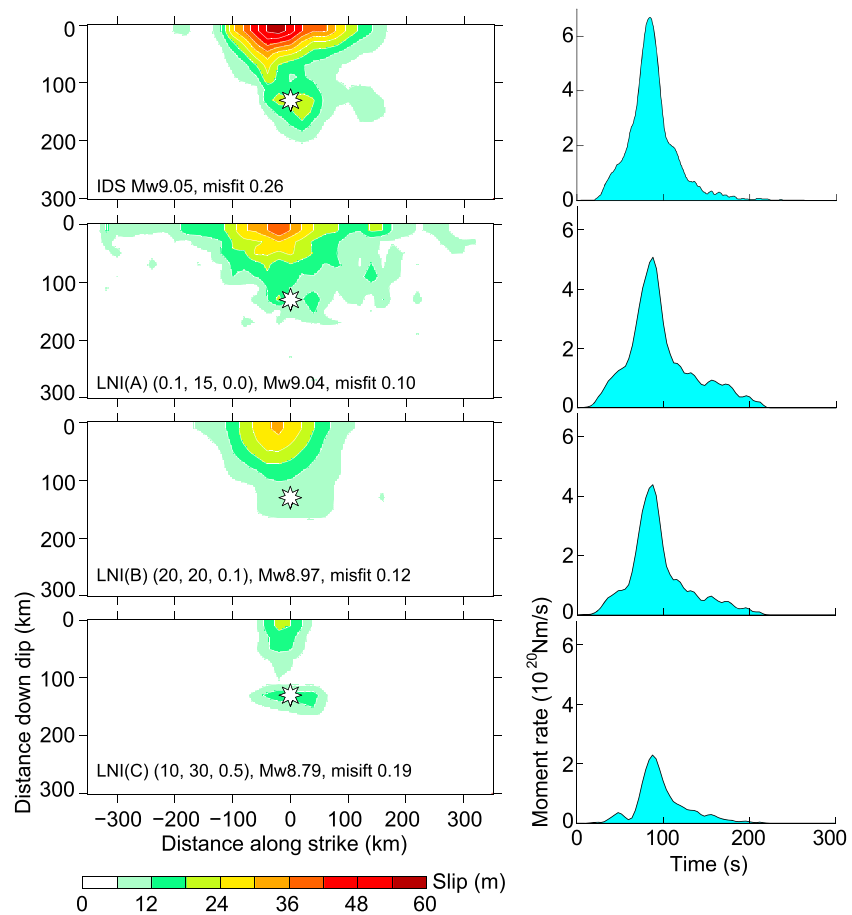 0
100
200
300
IDS Mw9.05, misfit 0.26
6
4
2
0
0
100
200
300
LNI(A) (0.1, 15, 0.0), Mw9.04, misfit 0.10
6
4
2
0
0
100
200
300
LNI(B) (20, 20, 0.1), Mw8.97, misfit 0.12
6
4
2
0
0
100
200
300
LNI(C) (10, 30, 0.5), Mw8.79, misift 0.19
6
4
2
0
Distance down dip (km)
Moment rate (10²⁰Nm/s)
−300 −200 −100 0 100 200 300
Distance along strike (km)
0 100 200 300
Time (s)
Slip (m)
0 12 24 36 48 60